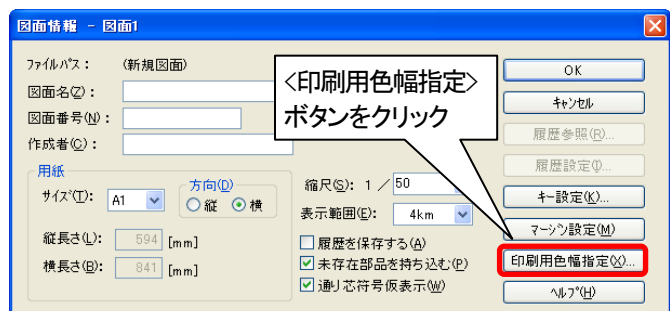 図面情報 - 図面1
ファイルパス： (新規図面)
図面名(Z)：
図面番号(N)：
作成者(C)：
用紙
サイズ(T)： A1
方向(D)
縦 横
縦長さ(L)： 594 [mm]
横長さ(B)： 841 [mm]
縮尺(S)： 1 ／ 50
表示範囲(E)： 4km
履歴を保存する(A)
未存在部品を持ち込む(P)
通り芯符号仮表示(W)
<印刷用色幅指定>
ボタンをクリック
OK
キャンセル
履歴参照(R)...
履歴設定(I)...
キー設定(K)...
マージン設定(M)
印刷用色幅指定(X)...
ヘルプ(H)